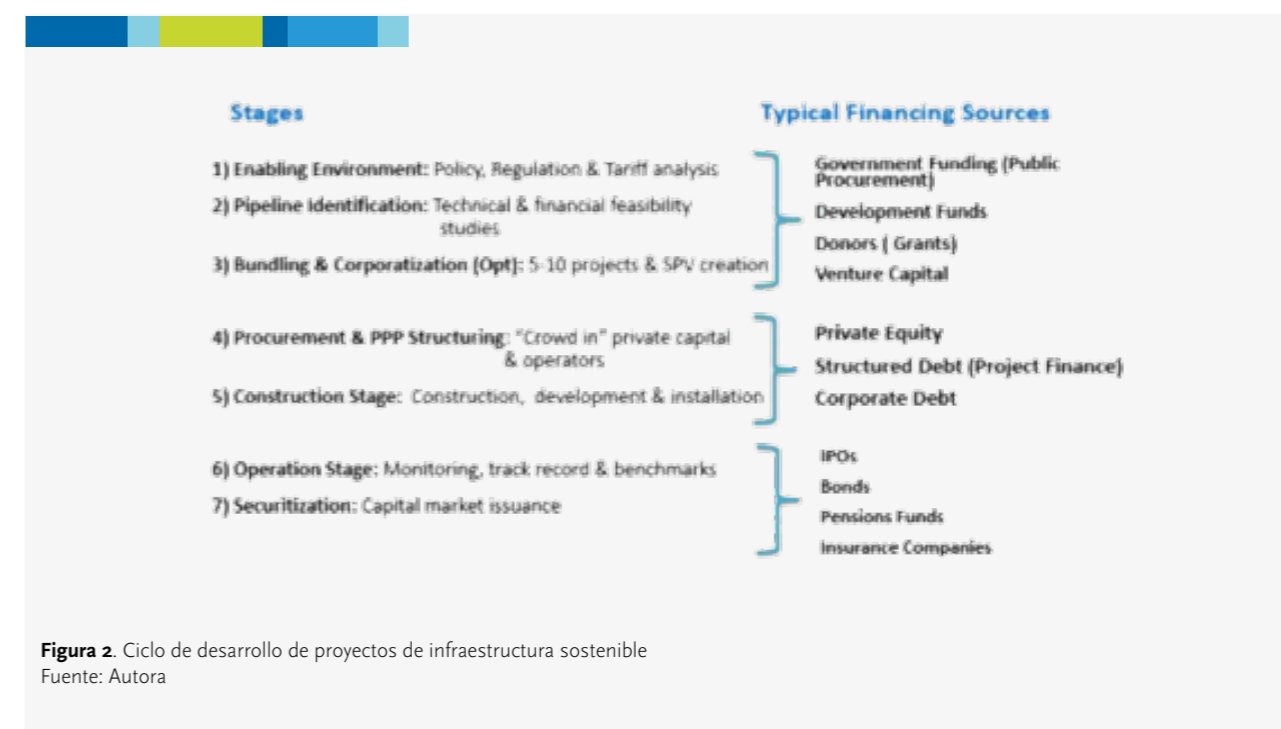 Stages
Typical Financing Sources
1) Enabling Environment: Policy, Regulation & Tariff analysis
2) Pipeline Identification: Technical & financial feasibility
studies
3) Bundling & Corporatization (Opt): 5-10 projects & SPV creation
Government Funding (Public
Procurement)
Development Funds
Donors ( Grants)
Venture Capital
4) Procurement & PPP Structuring: "Crowd in" private capital
& operators
5) Construction Stage: Construction, development & installation
Private Equity
Structured Debt (Project Finance)
Corporate Debt
6) Operation Stage: Monitoring, track record & benchmarks
7) Securitization: Capital market issuance
IPOs
Bonds
Pensions Funds
Insurance Companies
Figura 2. Ciclo de desarrollo de proyectos de infraestructura sostenible
Fuente: Autora